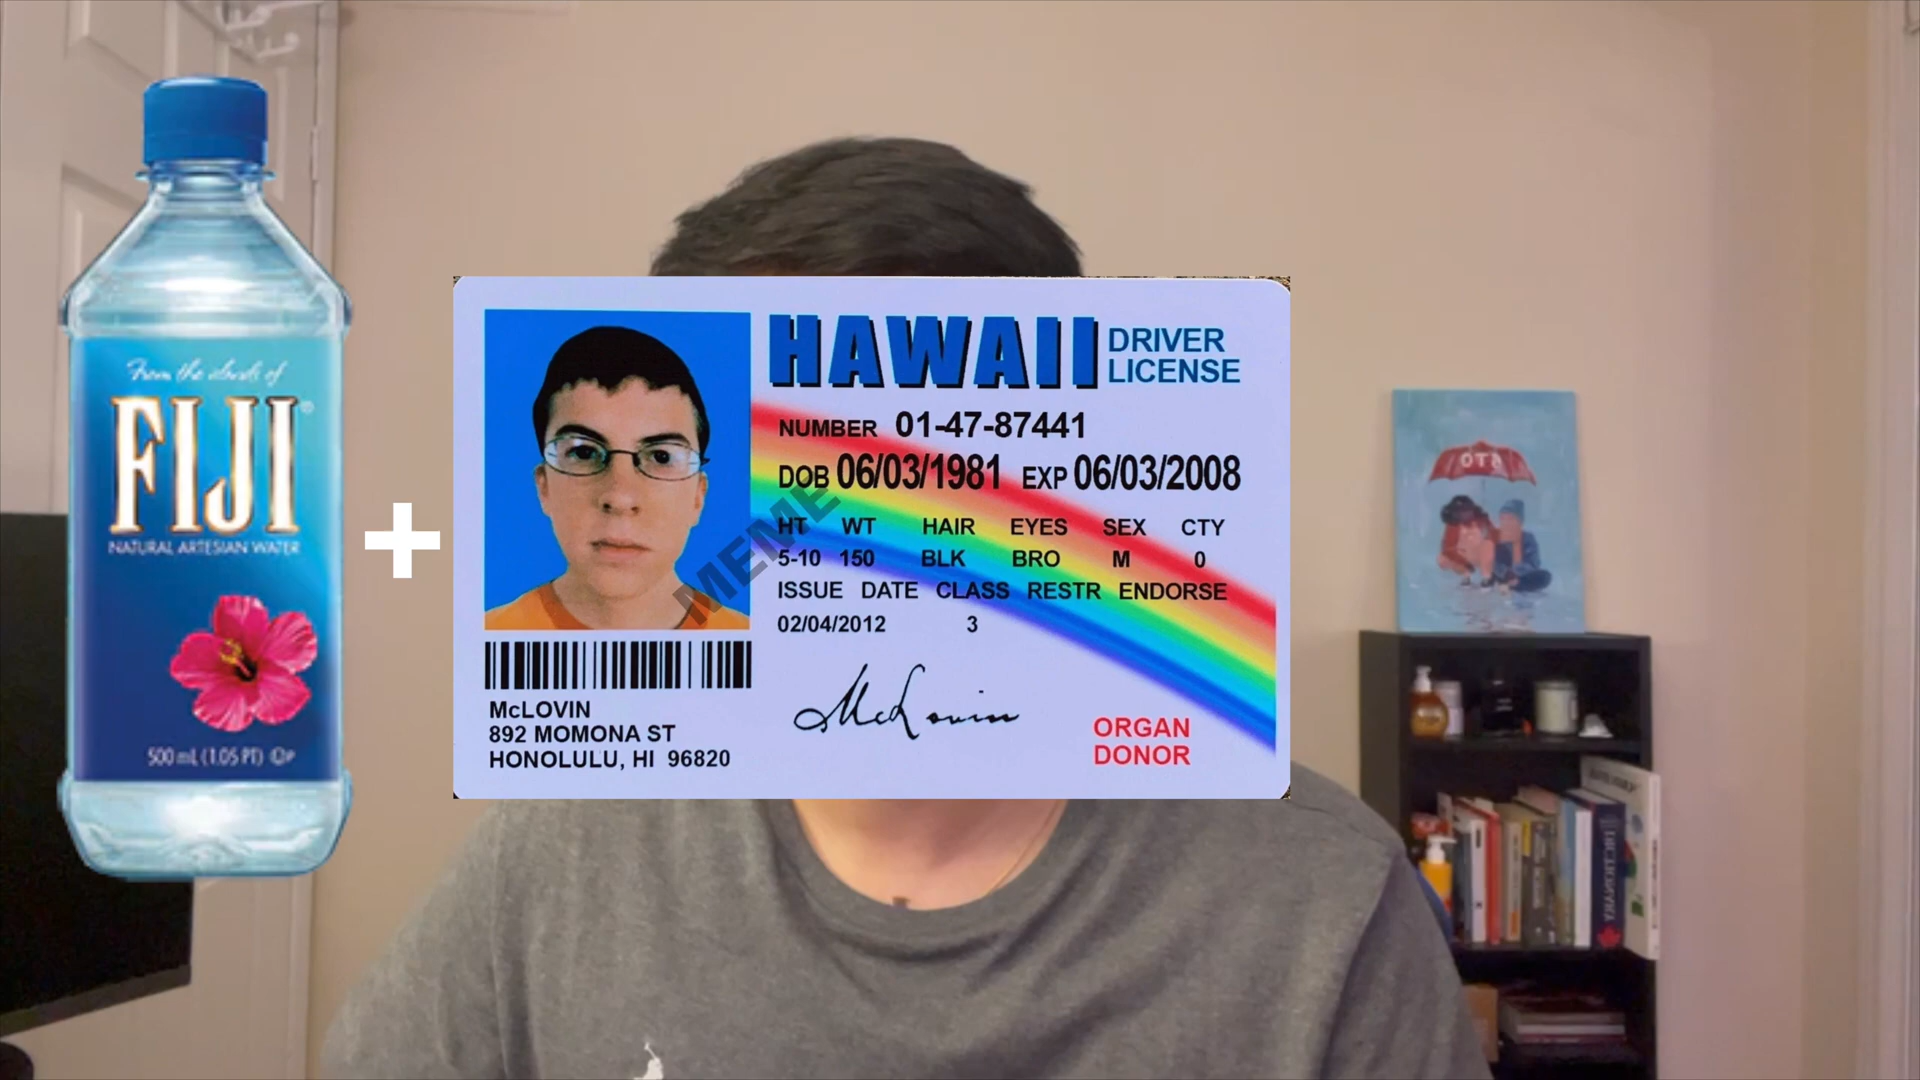 From the islands of
FIJI®
NATURAL ARTESIAN WATER
500 mL (1.05 PT)
+
HAWAII DRIVER LICENSE
NUMBER 01-47-87441
DOB 06/03/1981 EXP 06/03/2008
HT WT HAIR EYES SEX CTY
5-10 150 BLK BRO M 0
ISSUE DATE CLASS RESTR ENDORSE
02/04/2012 3
MEME
McLovin
McLOVIN
892 MOMONA ST
HONOLULU, HI 96820
ORGAN
DONOR
OTA
DICTIONARY